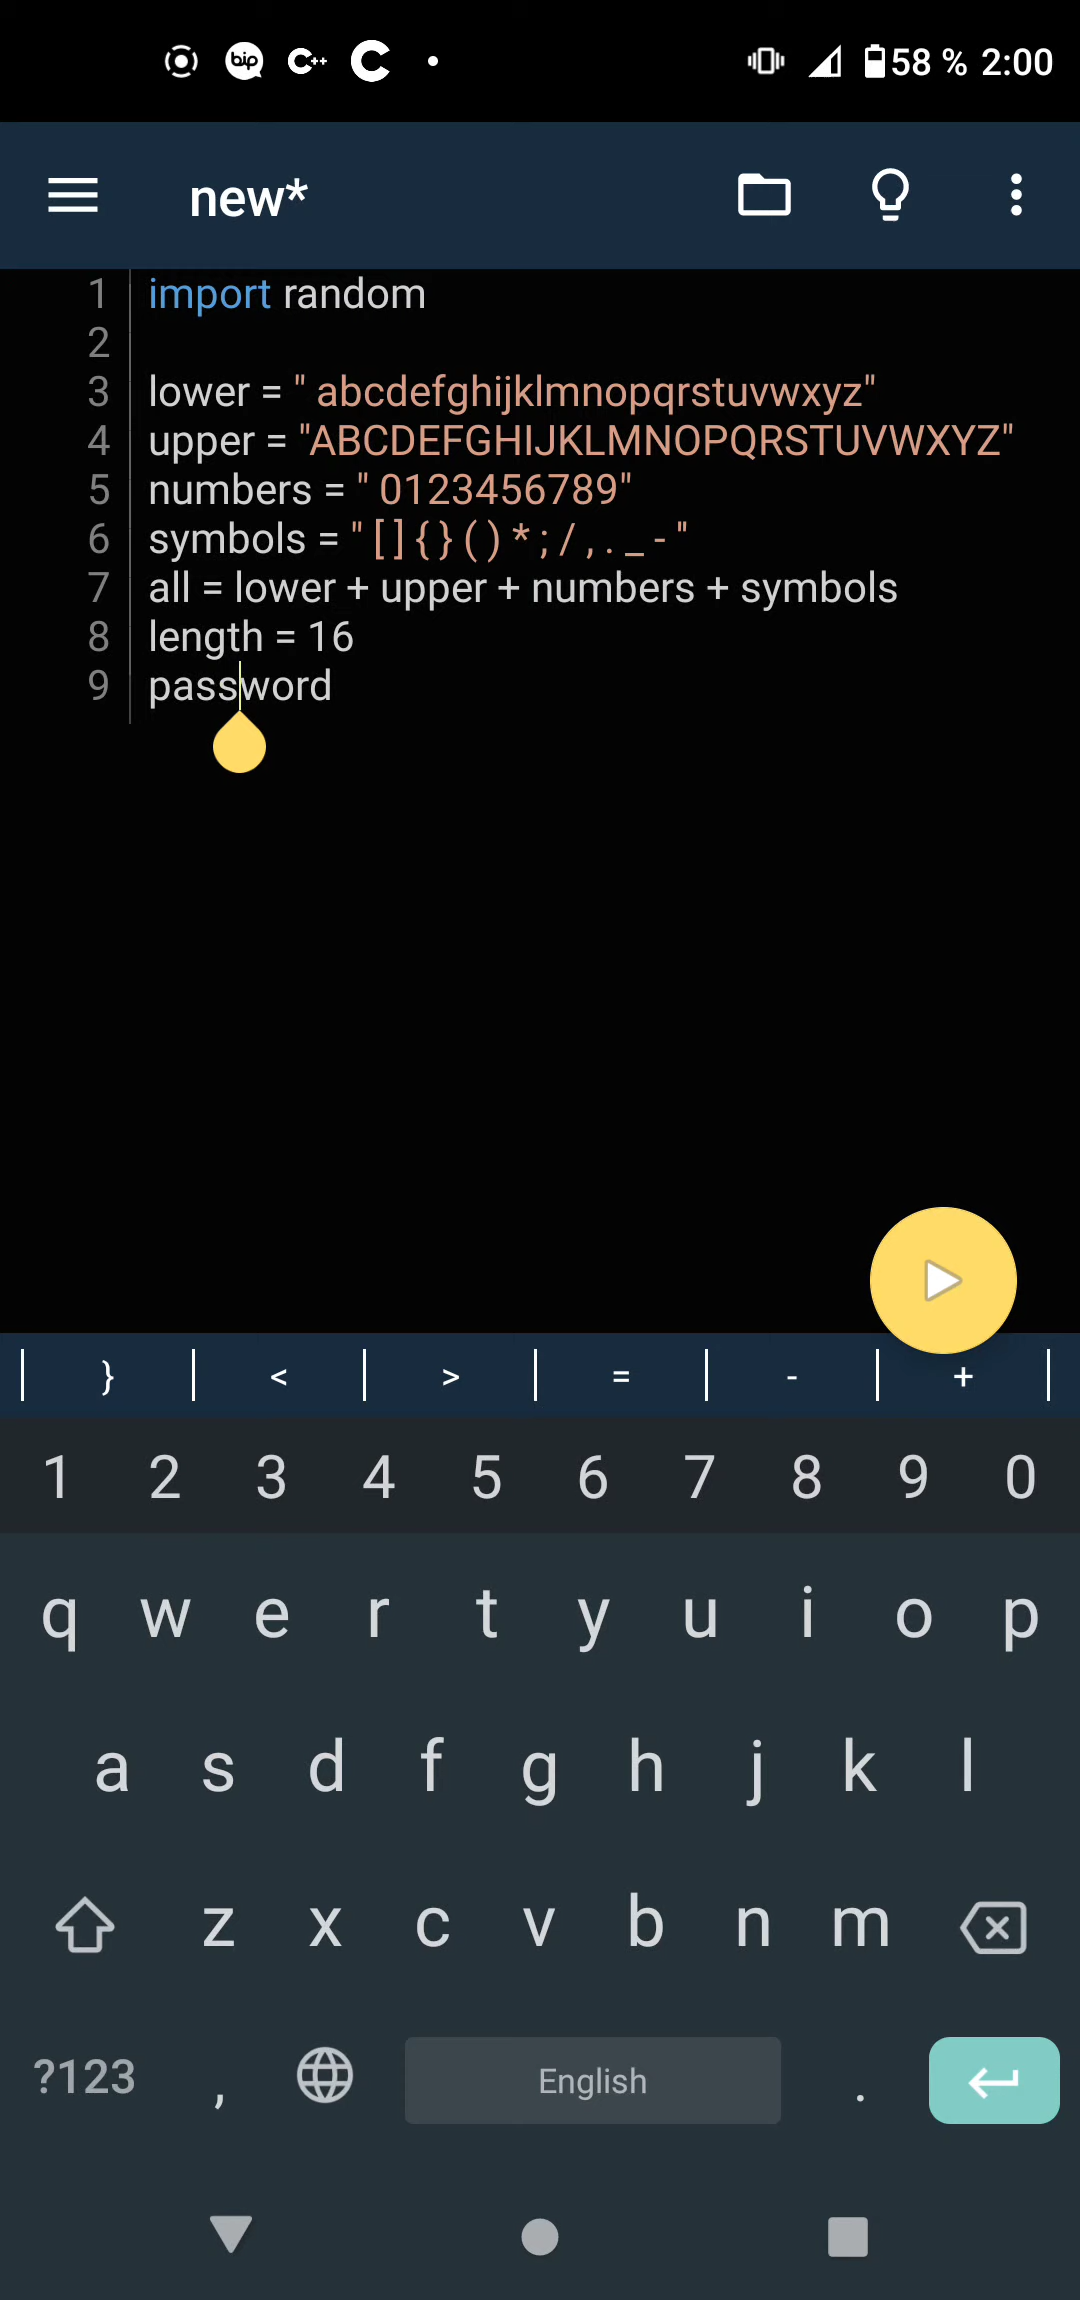 bip C++ C 58 % 2:00
new*
1 import random
2
3 lower = " abcdefghijklmnopqrstuvwxyz"
4 upper = "ABCDEFGHIJKLMNOPQRSTUVWXYZ"
5 numbers = " 0123456789"
6 symbols = " [ ] { } ( ) * ; / , . _ - "
7 all = lower + upper + numbers + symbols
8 length = 16
9 password
} < > = - +
1 2 3 4 5 6 7 8 9 0
q w e r t y u i o p
a s d f g h j k l
z x c v b n m
?123 , English .